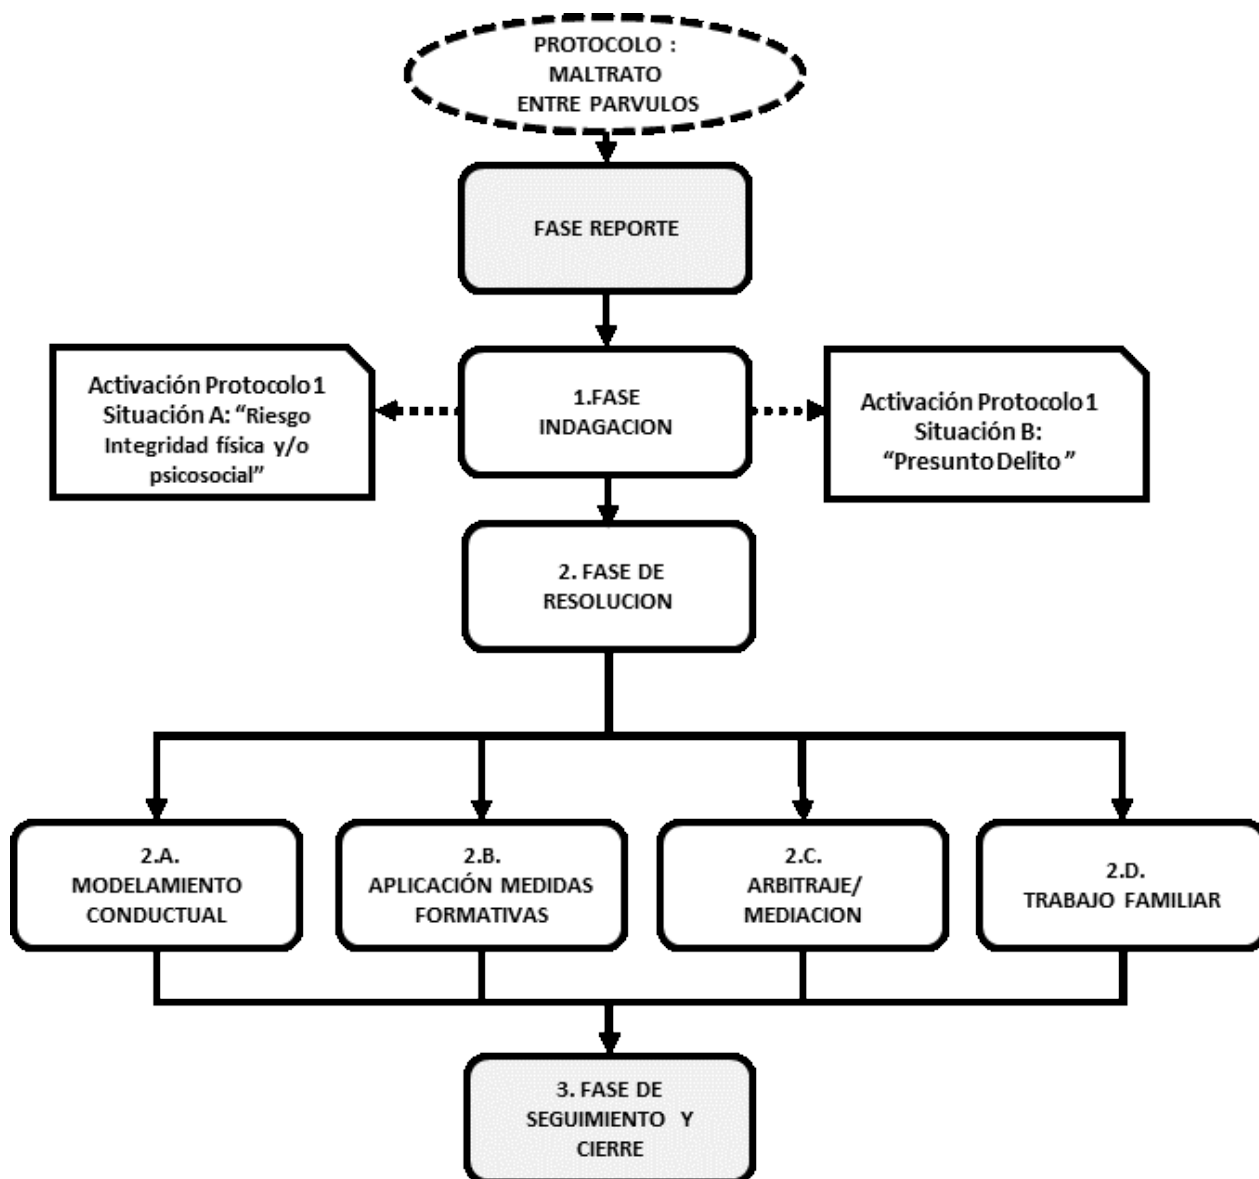 PROTOCOLO :
MALTRATO
ENTRE PARVULOS
FASE REPORTE
Activación Protocolo 1
Situación A: “Riesgo
Integridad física y/o
psicosocial”
1.FASE
INDAGACION
Activación Protocolo 1
Situación B:
“Presunto Delito ”
2. FASE DE
RESOLUCION
2.A.
MODELAMIENTO
CONDUCTUAL
2.B.
APLICACIÓN MEDIDAS
FORMATIVAS
2.C.
ARBITRAJE/
MEDIACION
2.D.
TRABAJO FAMILIAR
3. FASE DE
SEGUIMIENTO Y
CIERRE